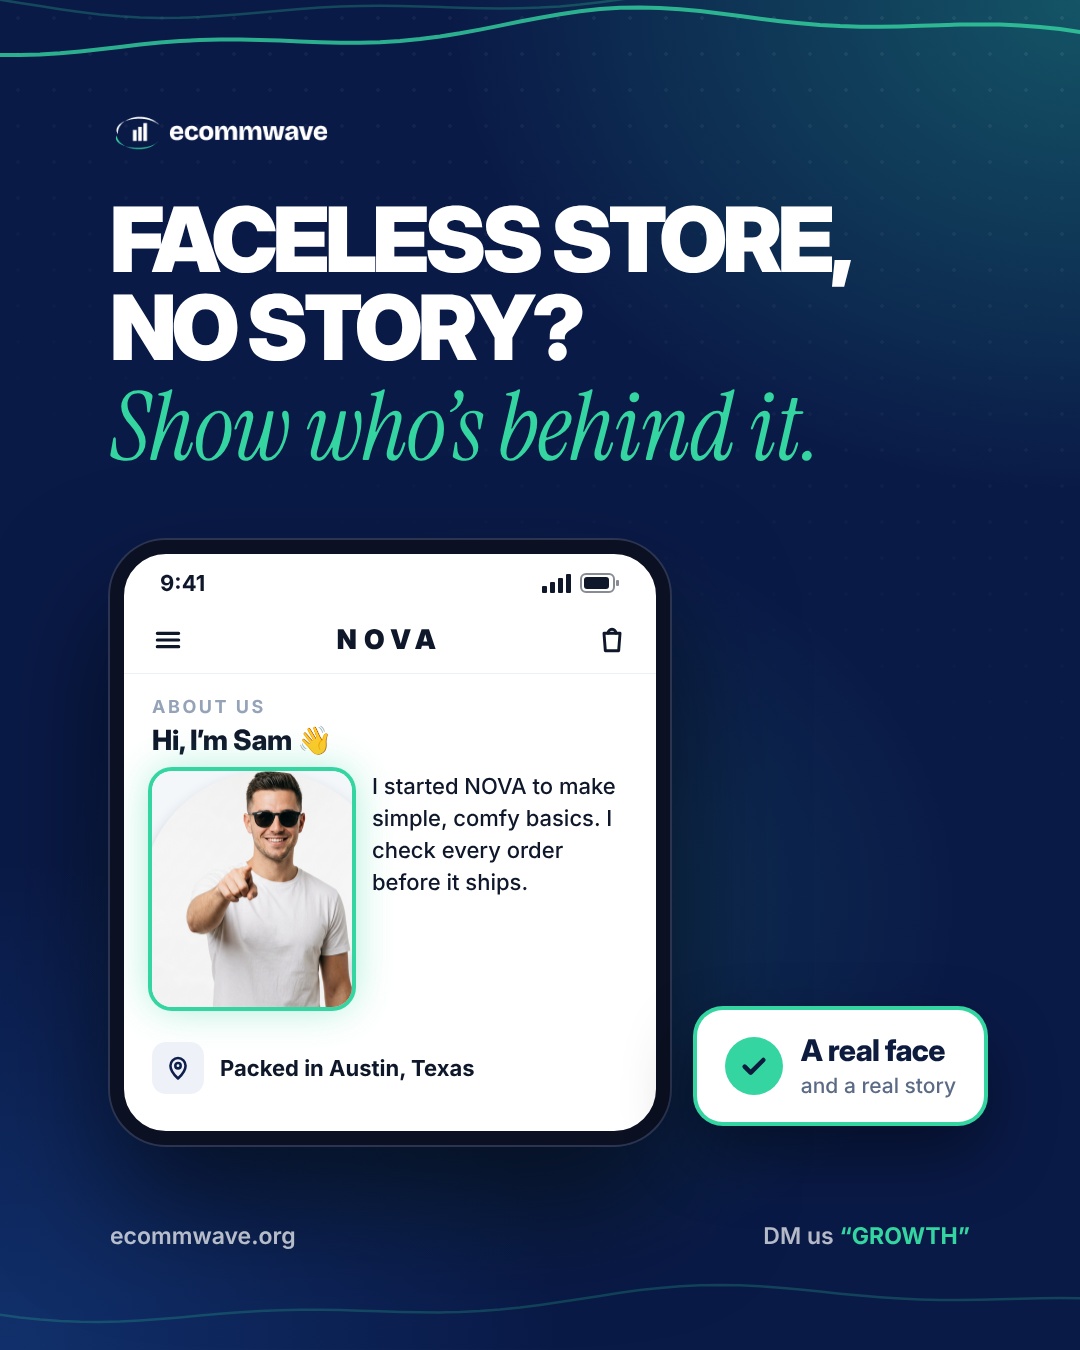 ecommwave
FACELESS STORE,
NO STORY?
Show who’s behind it.
9:41
NOVA
ABOUT US
Hi, I’m Sam 👋
I started NOVA to make
simple, comfy basics. I
check every order
before it ships.
Packed in Austin, Texas
A real face
and a real story
ecommwave.org
DM us “GROWTH”